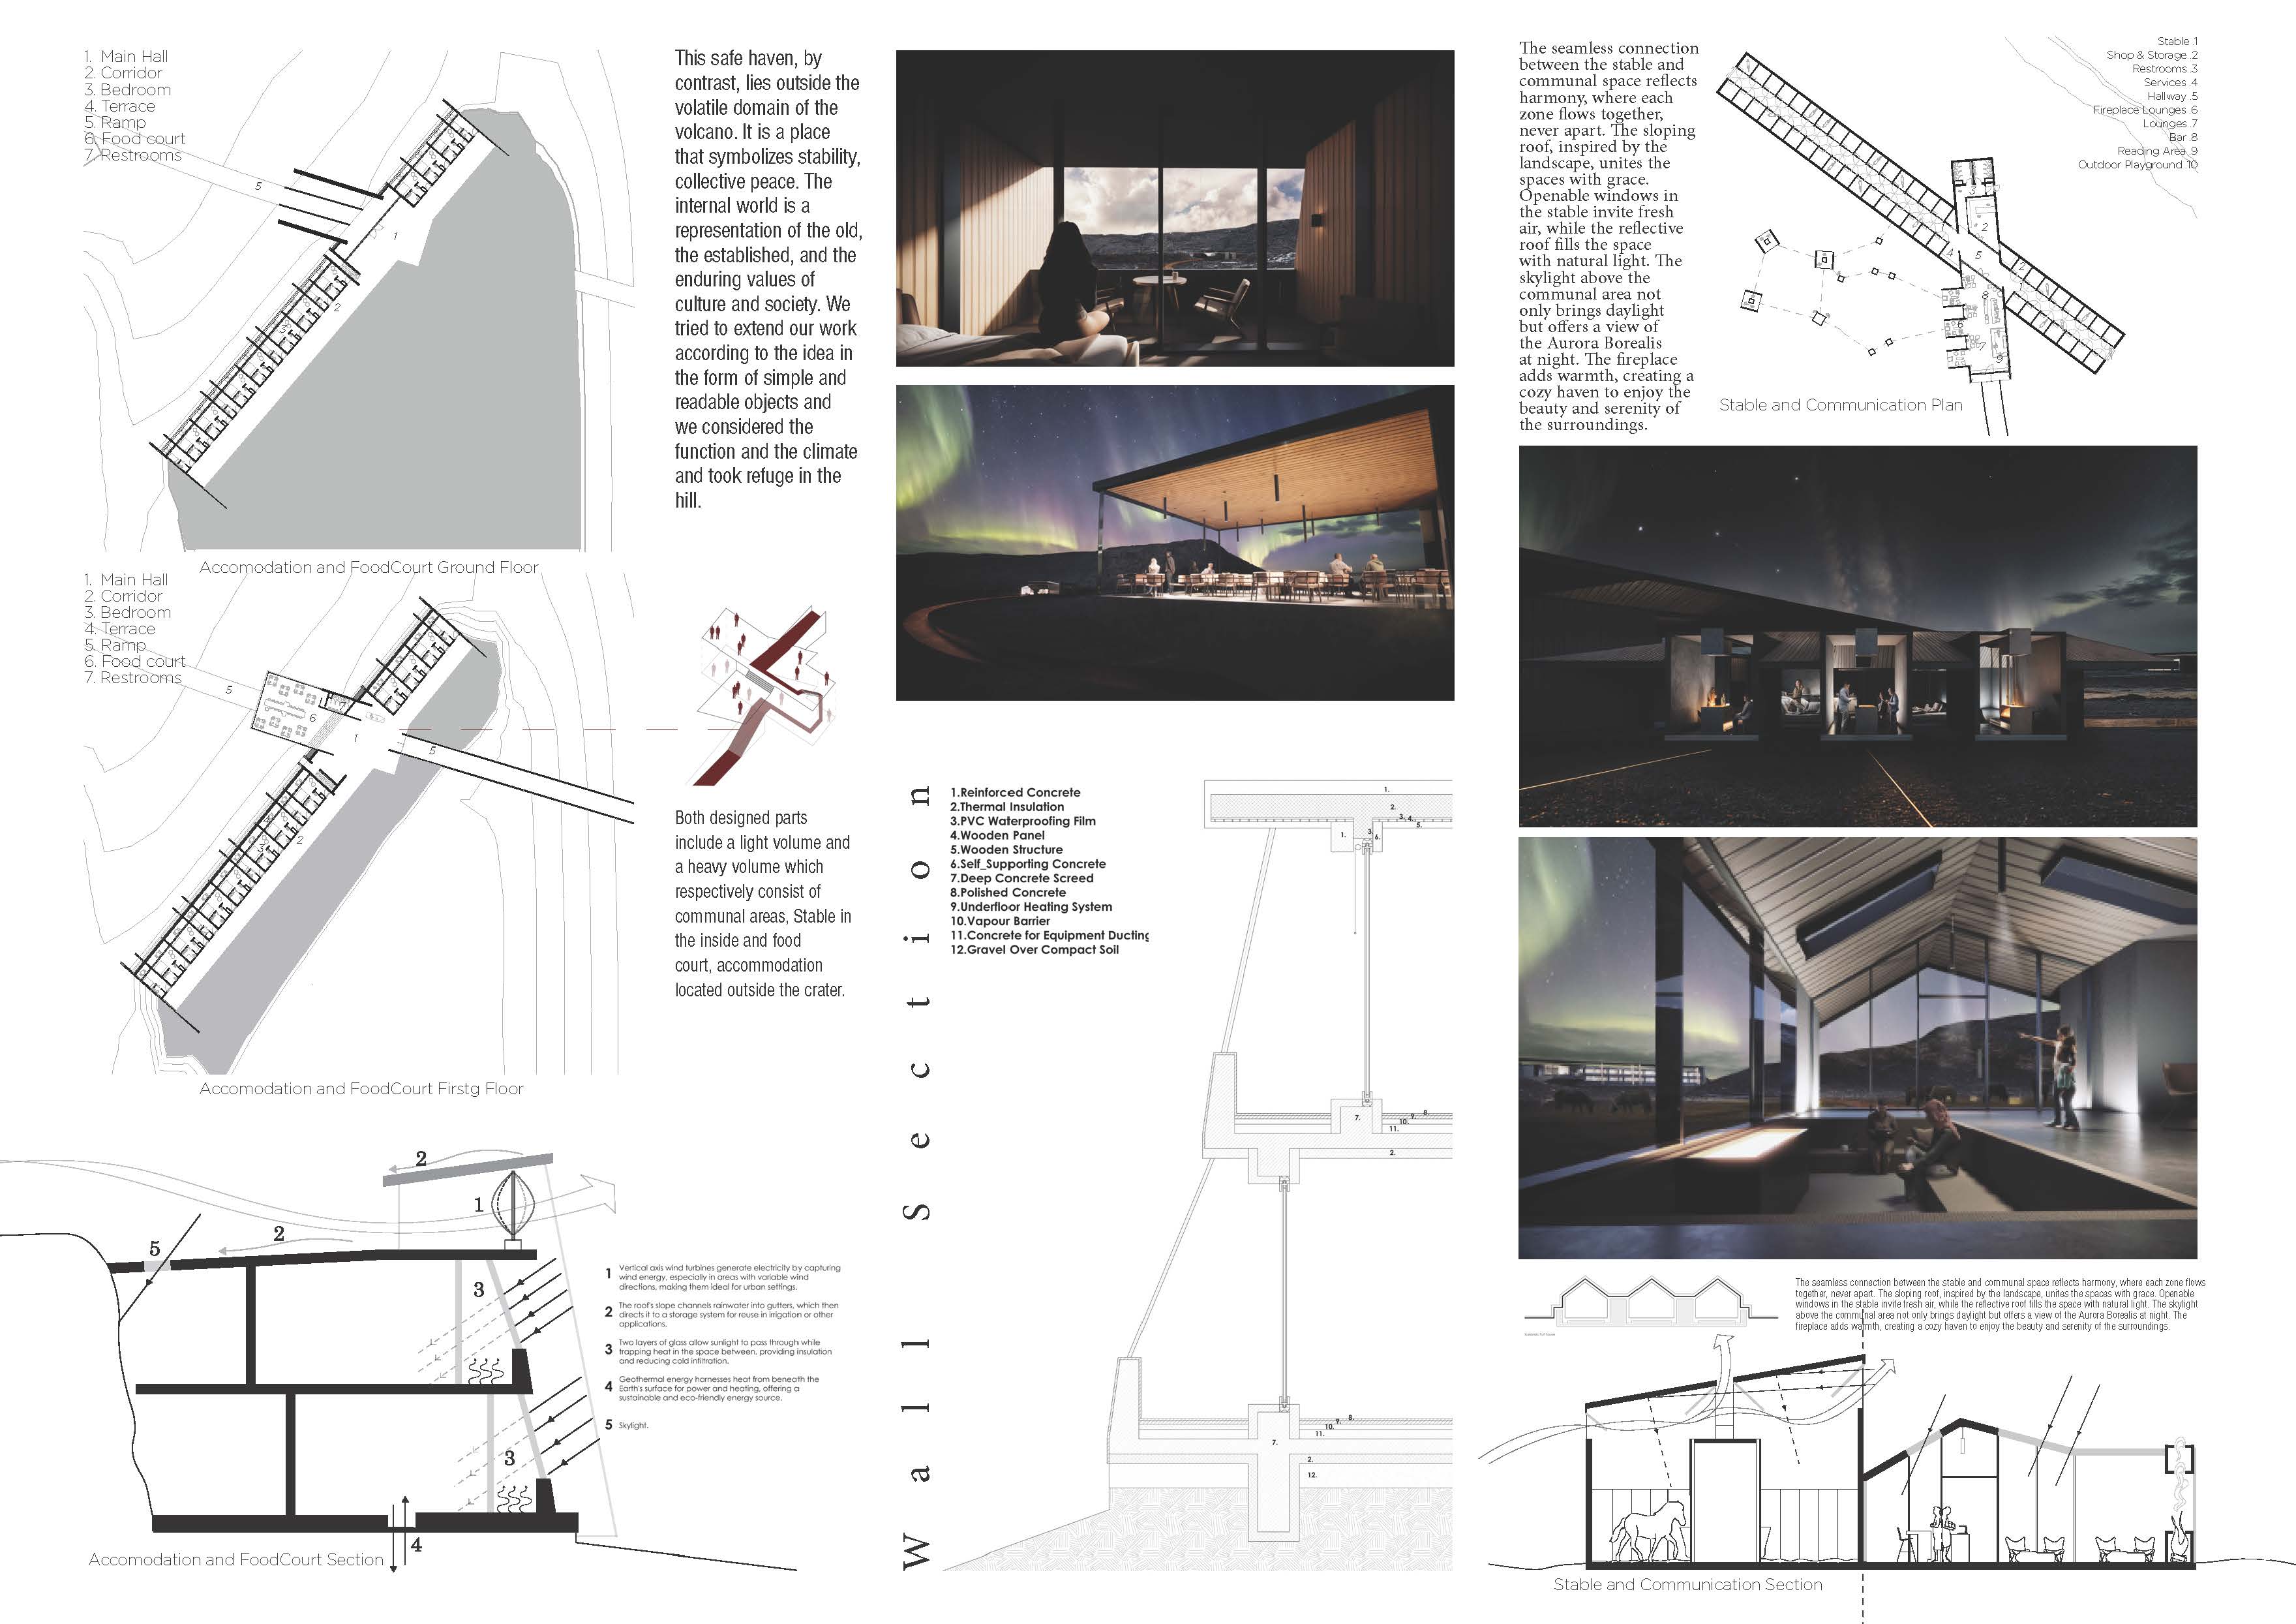 1. Main Hall
2. Corridor
3. Bedroom
4. Terrace
5. Ramp
6. Food court
7. Restrooms
5
1
2
3
Accomodation and FoodCourt Ground Floor
1. Main Hall
2. Corridor
3. Bedroom
4. Terrace
5. Ramp
6. Food court
7. Restrooms
5
6
7
1
5
2
3
Accomodation and FoodCourt Firstg Floor
This safe haven, by
contrast, lies outside the
volatile domain of the
volcano. It is a place
that symbolizes stability,
collective peace. The
internal world is a
representation of the old,
the established, and the
enduring values of
culture and society. We
tried to extend our work
according to the idea in
the form of simple and
readable objects and
we considered the
function and the climate
and took refuge in the
hill.
Both designed parts
include a light volume and
a heavy volume which
respectively consist of
communal areas, Stable in
the inside and food
court, accommodation
located outside the crater.
2
1
2
5
3
3
4
1 Vertical axis wind turbines generate electricity by capturing
wind energy, especially in areas with variable wind
directions, making them ideal for urban settings.
2 The roof's slope channels rainwater into gutters, which then
directs it to a storage system for reuse in irrigation or other
applications.
3 Two layers of glass allow sunlight to pass through while
trapping heat in the space between. providing insulation
and reducing cold infiltration.
4 Geothermal energy harnesses heat from beneath the
Earth's surface for power and heating, offering a
sustainable and eco-friendly energy source.
5 Skylight.
Accomodation and FoodCourt Section
Wall Section
1.Reinforced Concrete
2.Thermal Insulation
3.PVC Waterproofing Film
4.Wooden Panel
5.Wooden Structure
6.Self_Supporting Concrete
7.Deep Concrete Screed
8.Polished Concrete
9.Underfloor Heating System
10.Vapour Barrier
11.Concrete for Equipment Ducting
12.Gravel Over Compact Soil
1.
2.
3. 4.
5.
1.
3.
6.
7.
8.
9.
10.
11.
2.
8.
9.
10.
11.
7.
2.
12.
The seamless connection
between the stable and
communal space reflects
harmony, where each
zone flows together,
never apart. The sloping
roof, inspired by the
landscape, unites the
spaces with grace.
Openable windows in
the stable invite fresh
air, while the reflective
roof fills the space
with natural light. The
skylight above the
communal area not
only brings daylight
but offers a view of
the Aurora Borealis
at night. The fireplace
adds warmth, creating a
cozy haven to enjoy the
beauty and serenity of
the surroundings.
Stable .1
Shop & Storage .2
Restrooms .3
Services .4
Hallway .5
Fireplace Lounges .6
Lounges .7
Bar .8
Reading Area .9
Outdoor Playground .10
3
2
4
5
2
8
6
7
9
Stable and Communication Plan
The seamless connection between the stable and communal space reflects harmony, where each zone flows
together, never apart. The sloping roof, inspired by the landscape, unites the spaces with grace. Openable
windows in the stable invite fresh air, while the reflective roof fills the space with natural light. The skylight
above the communal area not only brings daylight but offers a view of the Aurora Borealis at night. The
fireplace adds warmth, creating a cozy haven to enjoy the beauty and serenity of the surroundings.
Stable and Communication Section